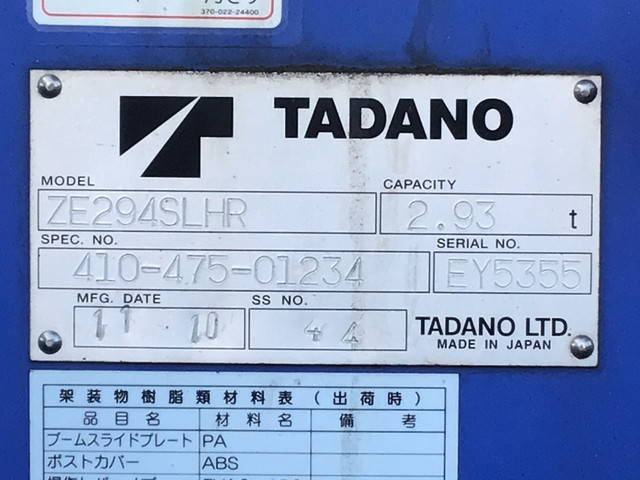 370-022-24400
TADANO
MODEL
CAPACITY
ZE294SLHR
2.93 t
SPEC. NO.
SERIAL NO.
410-475-01234
EY5355
MFG. DATE
SS NO.
11 10
44
TADANO LTD.
MADE IN JAPAN
架装物樹脂類材料表(出荷時)
品目名 材料名 備考
ブームスライドプレート PA
ポストカバー ABS